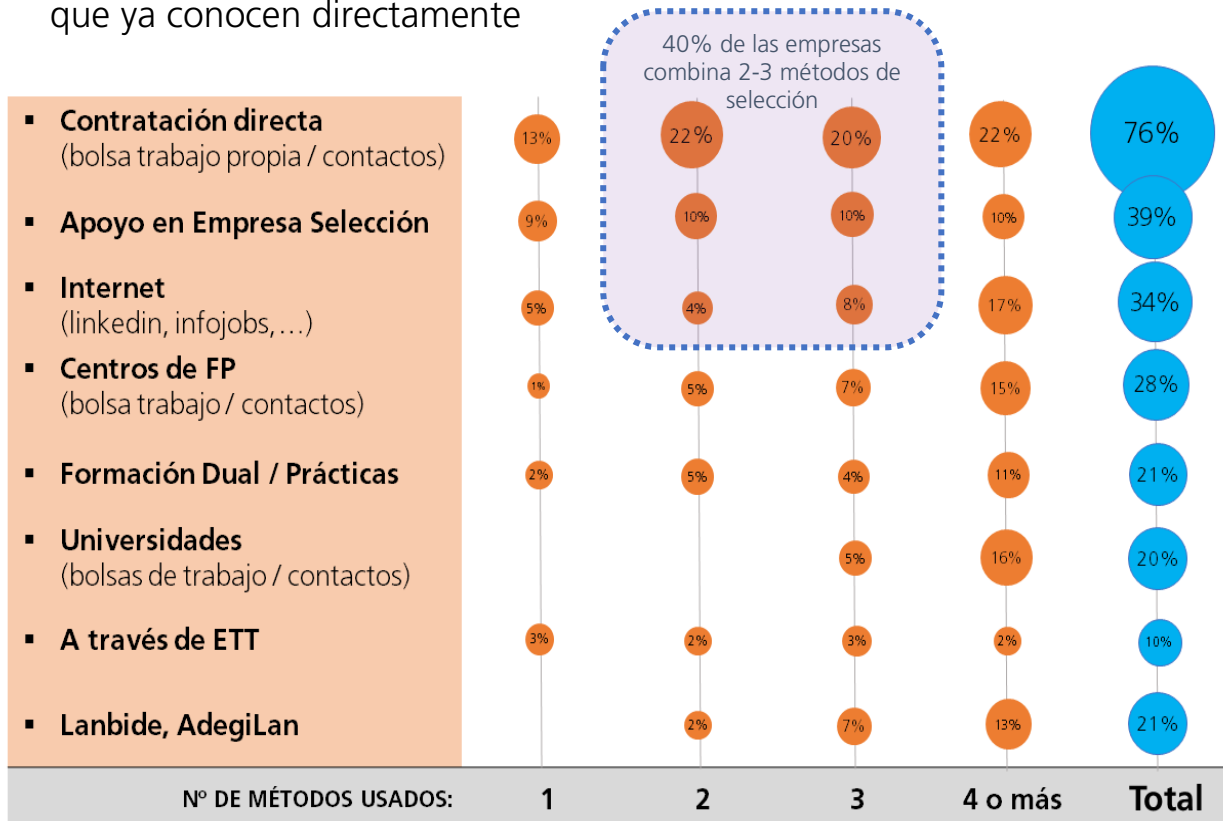 que ya conocen directamente
40% de las empresas
combina 2-3 métodos de
selección
▪ Contratación directa
(bolsa trabajo propia / contactos)
13% 22% 20% 22% 76%
▪ Apoyo en Empresa Selección
9% 10% 10% 10% 39%
▪ Internet
(linkedin, infojobs,...)
5% 4% 8% 17% 34%
▪ Centros de FP
(bolsa trabajo / contactos)
1% 5% 7% 15% 28%
▪ Formación Dual / Prácticas
2% 5% 4% 11% 21%
▪ Universidades
(bolsas de trabajo / contactos)
5% 16% 20%
▪ A través de ETT
3% 2% 3% 2% 10%
▪ Lanbide, AdegiLan
2% 7% 13% 21%
Nº DE MÉTODOS USADOS: 1 2 3 4 o más Total